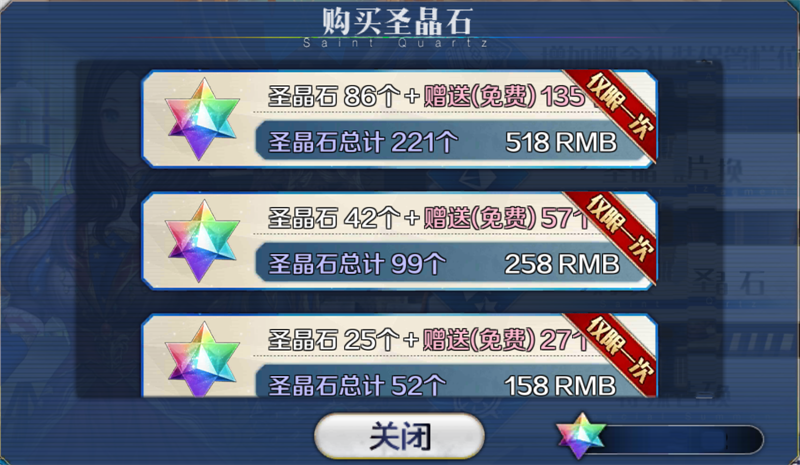 购买圣晶石
Saint Quartz
圣晶石 86个+赠送(免费) 135
仅限一次
圣晶石总计 221个 518 RMB
圣晶石 42个+赠送(免费) 57个
仅限一次
圣晶石总计 99个 258 RMB
圣晶石 25个+赠送(免费) 27个
仅限一次
圣晶石总计 52个 158 RMB
关闭